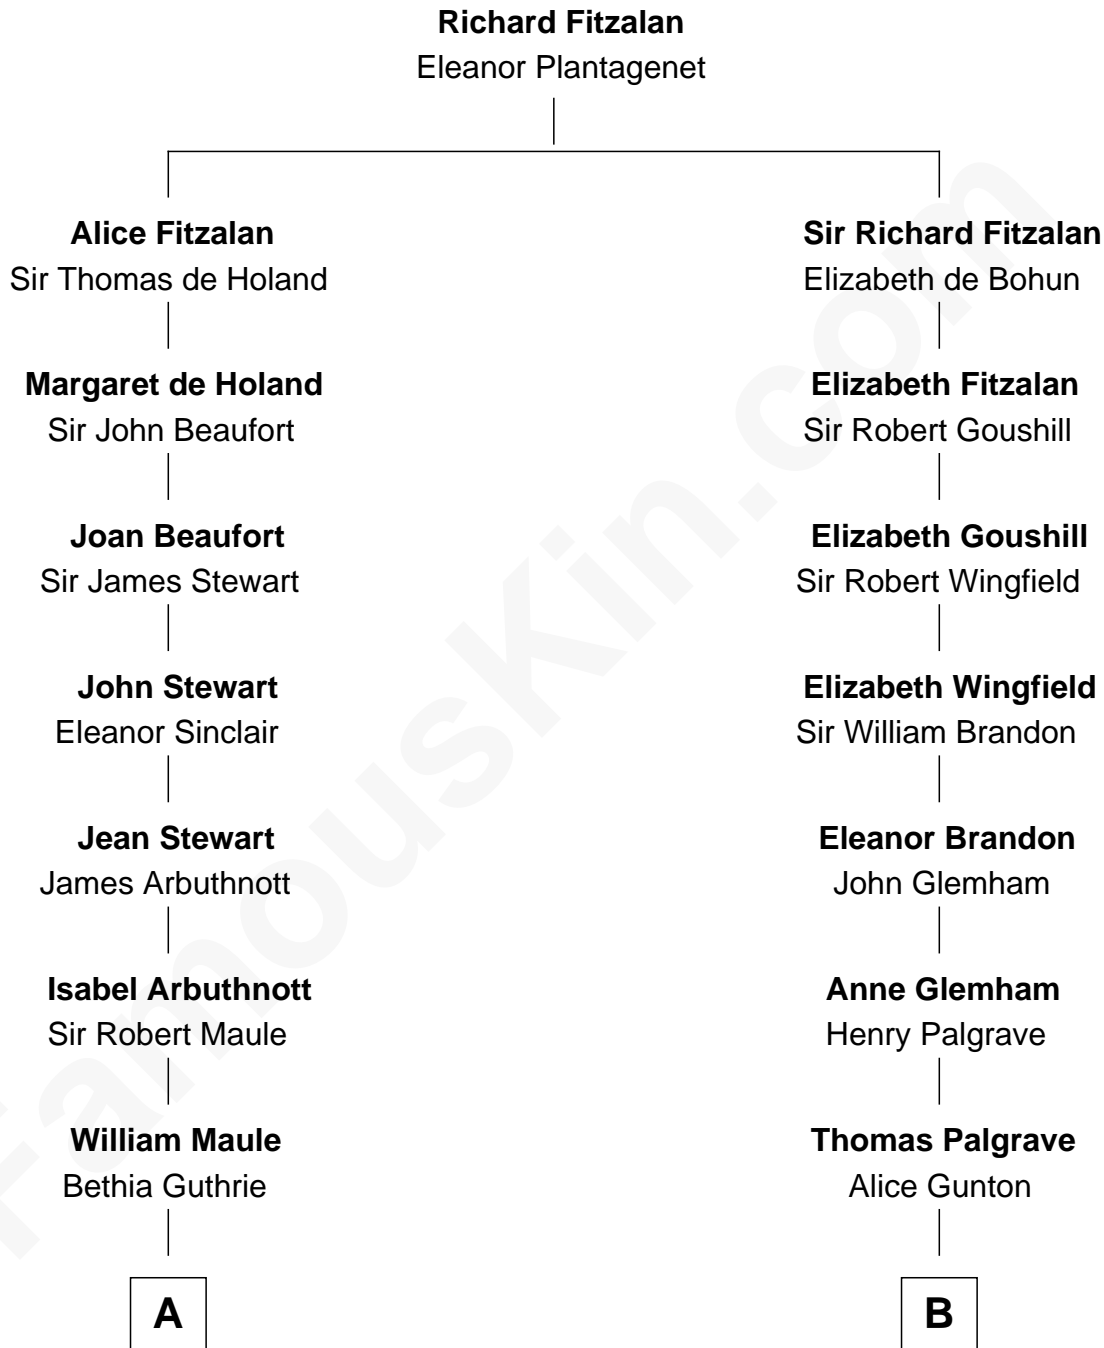 Richard Fitzalan
Eleanor Plantagenet
Alice Fitzalan
Sir Thomas de Holand
Margaret de Holand
Sir John Beaufort
Joan Beaufort
Sir James Stewart
John Stewart
Eleanor Sinclair
Jean Stewart
James Arbuthnott
Isabel Arbuthnott
Sir Robert Maule
William Maule
Bethia Guthrie
A
Sir Richard Fitzalan
Elizabeth de Bohun
Elizabeth Fitzalan
Sir Robert Goushill
Elizabeth Goushill
Sir Robert Wingfield
Elizabeth Wingfield
Sir William Brandon
Eleanor Brandon
John Glemham
Anne Glemham
Henry Palgrave
Thomas Palgrave
Alice Gunton
B
FamousKin.com